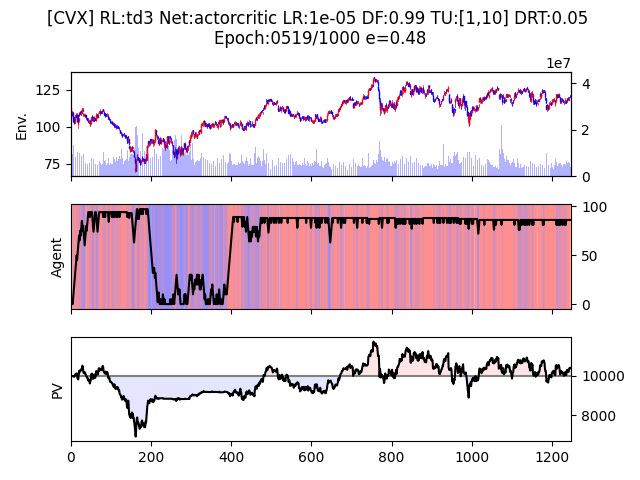 [CVX] RL:td3 Net:actorcritic LR:1e-05 DF:0.99 TU:[1,10] DRT:0.05
Epoch:0519/1000 e=0.48
1e7
125
100
75
Env.
4
2
0
Agent
100
50
0
PV
10000
8000
0 200 400 600 800 1000 1200